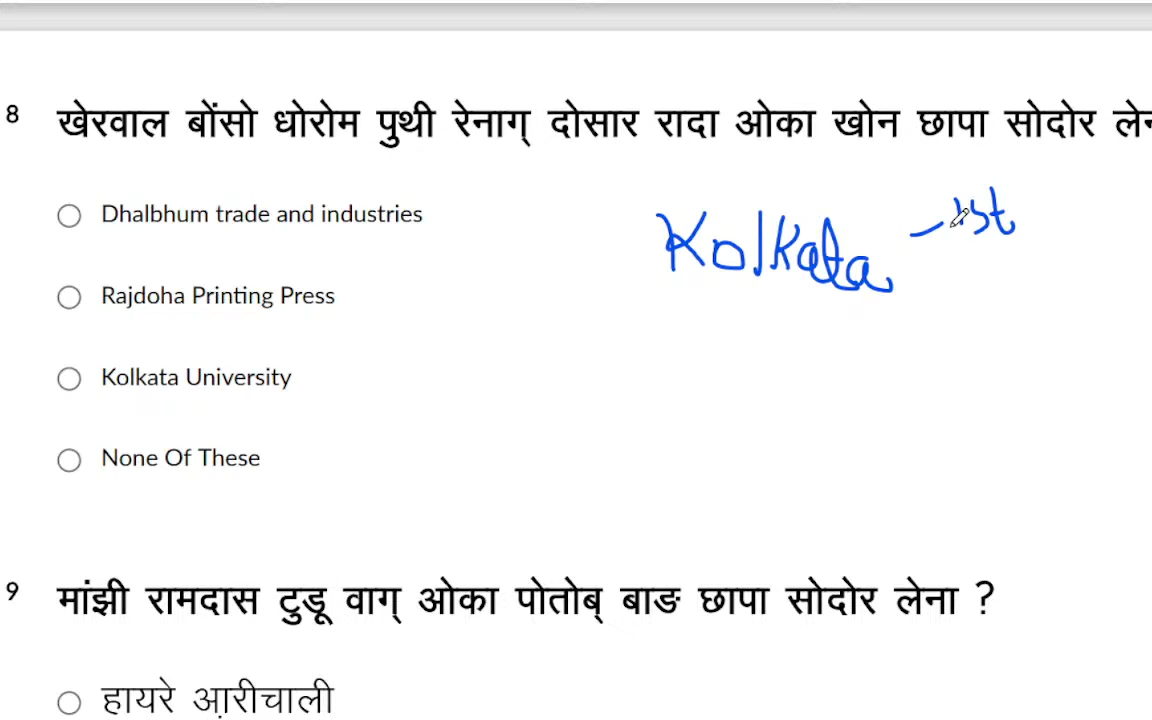 8 खेरवाल बोंसो धोरोम पुथी रेनाग् दोसार रादा ओका खोन छापा सोदोर
Dhalbhum trade and industries
Kolkata - 1st
Rajdoha Printing Press
Kolkata University
None Of These
9 मांझी रामदास टुडू वाग् ओका पोतोब् बाङ छापा सोदोर लेना ?
हायरे आ़रीचाली